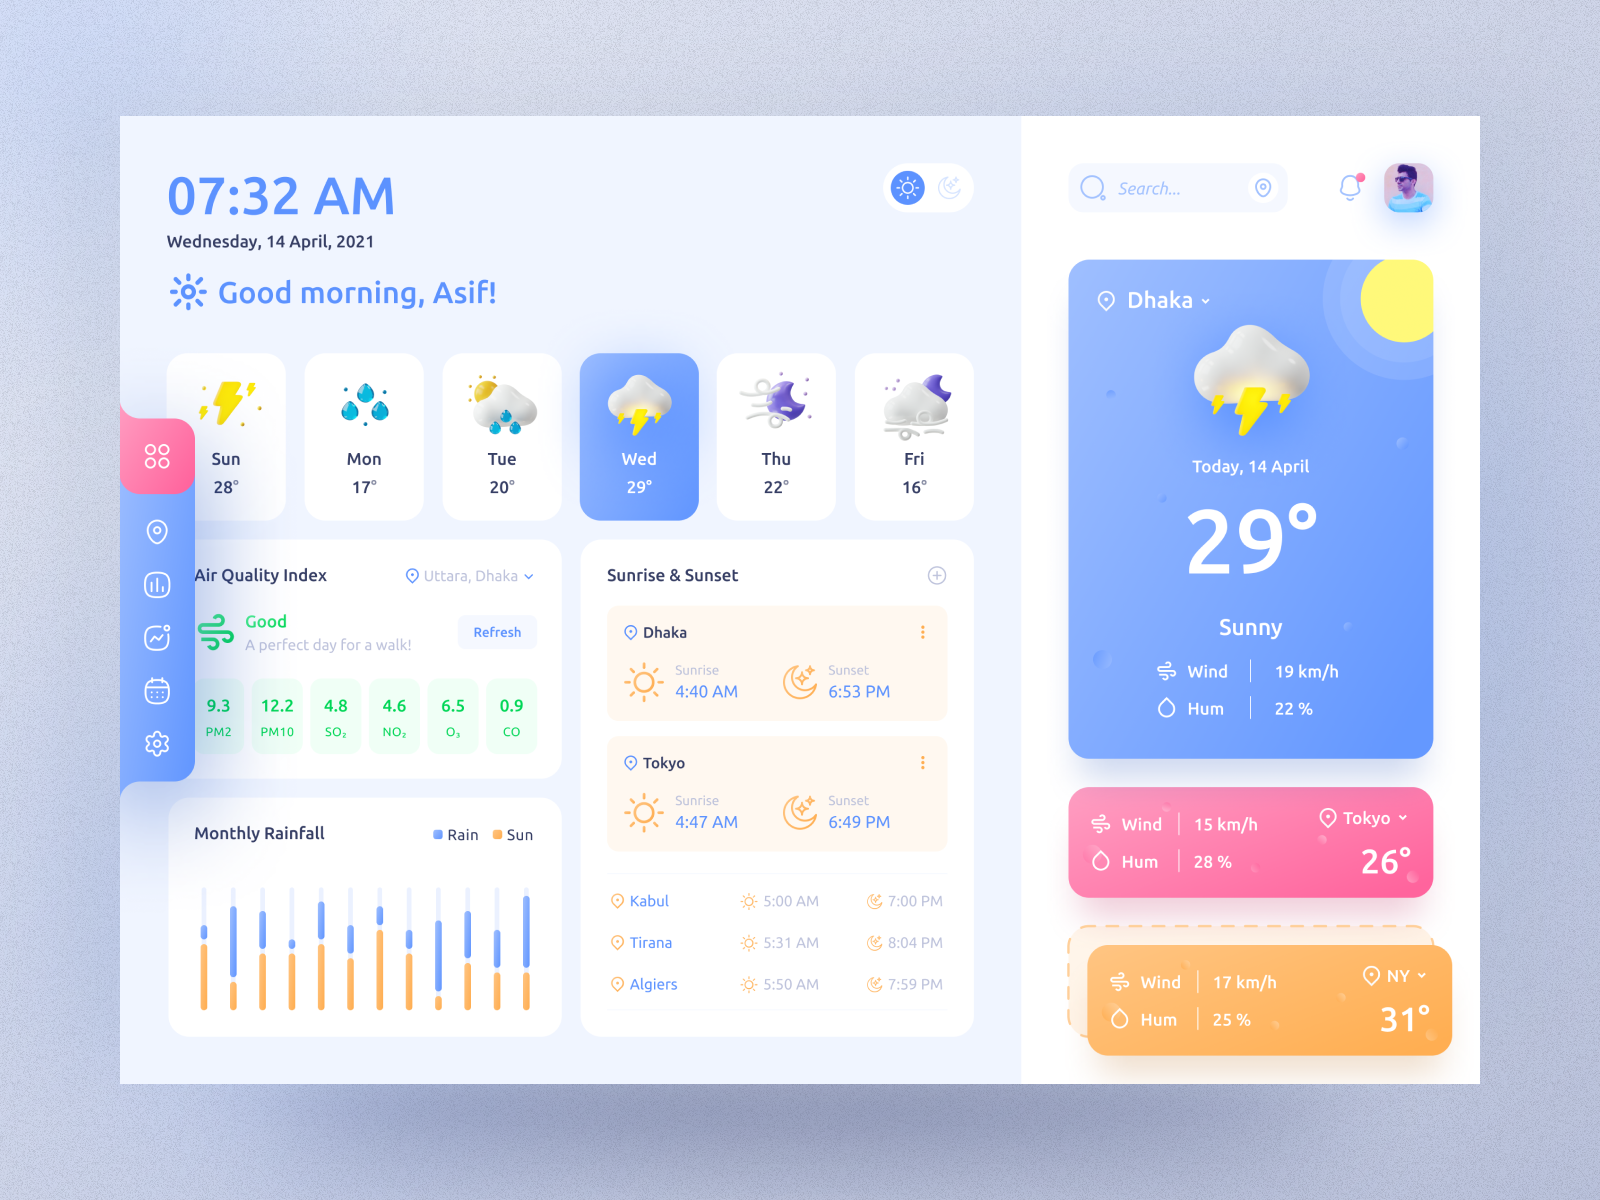 07:32 AM
Wednesday, 14 April, 2021
Good morning, Asif!
Sun
28°
Mon
17°
Tue
20°
Wed
29°
Thu
22°
Fri
16°
Air Quality Index
Uttara, Dhaka
Good
A perfect day for a walk!
Refresh
9.3
PM2
12.2
PM10
4.8
SO₂
4.6
NO₂
6.5
O₃
0.9
CO
Monthly Rainfall
Rain
Sun
Sunrise & Sunset
Dhaka
Sunrise
4:40 AM
Sunset
6:53 PM
Tokyo
Sunrise
4:47 AM
Sunset
6:49 PM
Kabul 5:00 AM 7:00 PM
Tirana 5:31 AM 8:04 PM
Algiers 5:50 AM 7:59 PM
Search...
Dhaka
Today, 14 April
29°
Sunny
Wind 19 km/h
Hum 22 %
Wind 15 km/h
Hum 28 %
Tokyo
26°
Wind 17 km/h
Hum 25 %
NY
31°